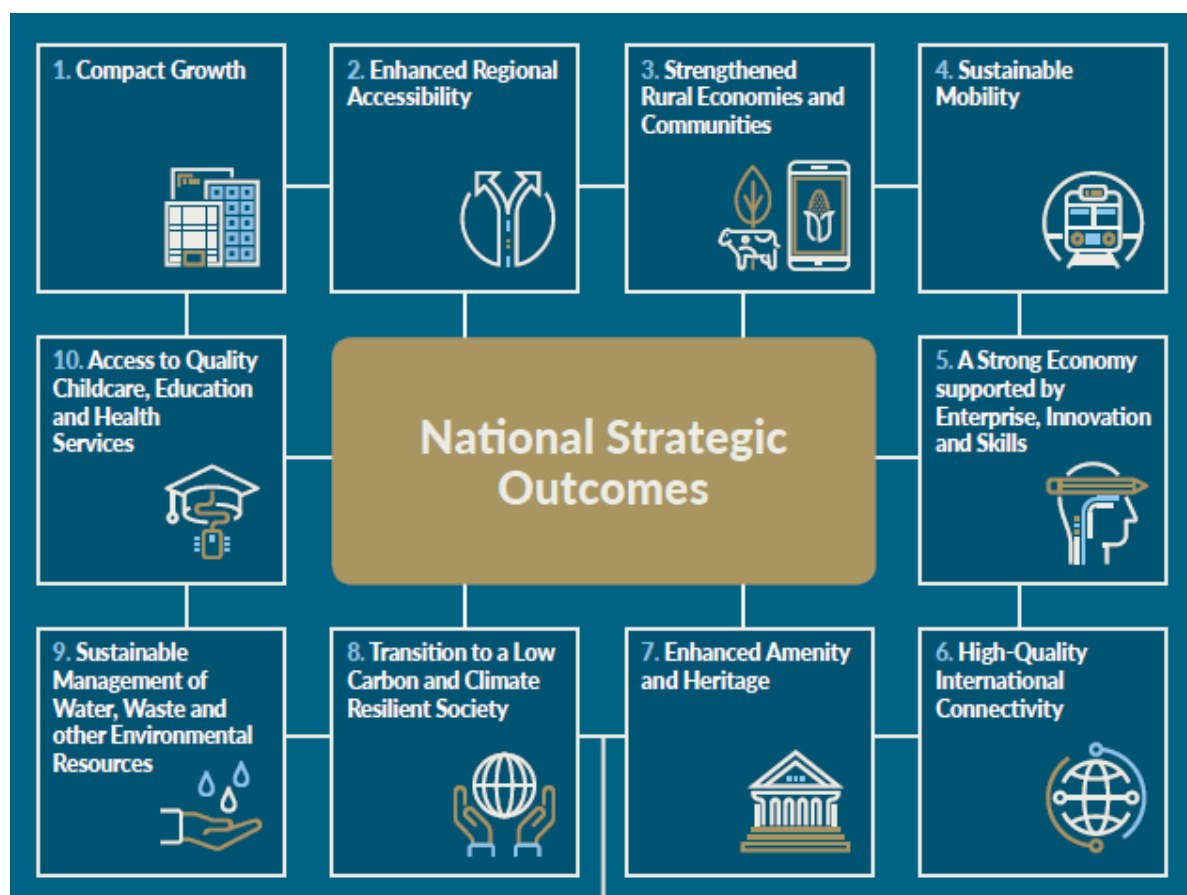 1. Compact Growth
2. Enhanced Regional
Accessibility
3. Strengthened
Rural Economies and
Communities
4. Sustainable
Mobility
10. Access to Quality
Childcare, Education
and Health
Services
National Strategic
Outcomes
5. A Strong Economy
supported by
Enterprise, Innovation
and Skills
9. Sustainable
Management of
Water, Waste and
other Environmental
Resources
8. Transition to a Low
Carbon and Climate
Resilient Society
7. Enhanced Amenity
and Heritage
6. High-Quality
International
Connectivity